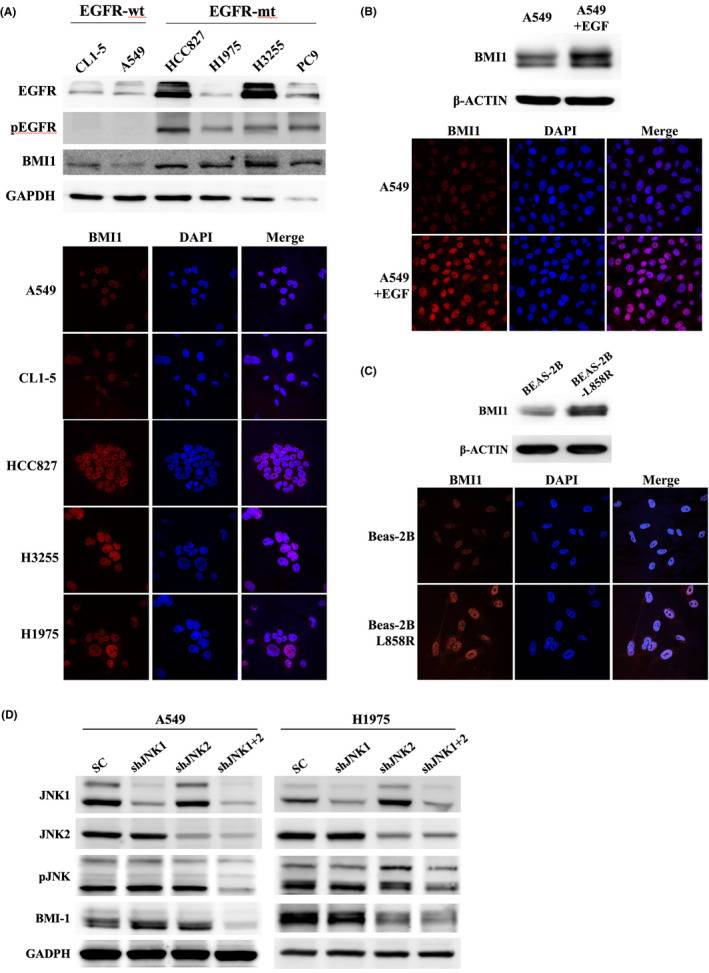 (A)
EGFR-wt EGFR-mt
CL1-5 A549 HCC827 H1975 H3255 PC9
EGFR
pEGFR
BMI1
GAPDH
BMI1 DAPI Merge
A549
CL1-5
HCC827
H3255
H1975
(B)
A549 A549
+EGF
BMI1
β-ACTIN
BMI1 DAPI Merge
A549
A549
+EGF
(C)
BEAS-2B BEAS-2B
-L858R
BMI1
β-ACTIN
BMI1 DAPI Merge
Beas-2B
Beas-2B
L858R
(D)
A549 H1975
SC shJNK1 shJNK2 shJNK1+2 SC shJNK1 shJNK2 shJNK1+2
JNK1
JNK2
pJNK
BMI-1
GADPH